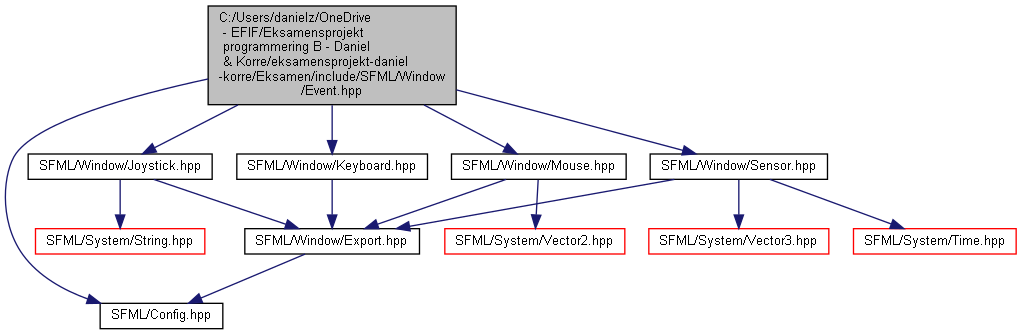 C:/Users/danielz/OneDrive
- EFIF/Eksamensprojekt
programmering B - Daniel
& Korre/eksamensprojekt-daniel
-korre/Eksamen/include/SFML/Window
/Event.hpp
SFML/Window/Joystick.hpp
SFML/Window/Keyboard.hpp
SFML/Window/Mouse.hpp
SFML/Window/Sensor.hpp
SFML/System/String.hpp
SFML/Window/Export.hpp
SFML/System/Vector2.hpp
SFML/System/Vector3.hpp
SFML/System/Time.hpp
SFML/Config.hpp